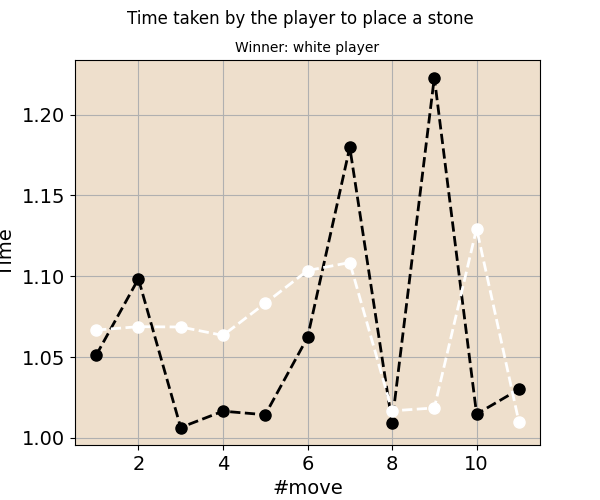 Time taken by the player to place a stone
Winner: white player
1.20
1.15
1.10
1.05
1.00
Time
2 4 6 8 10
#move